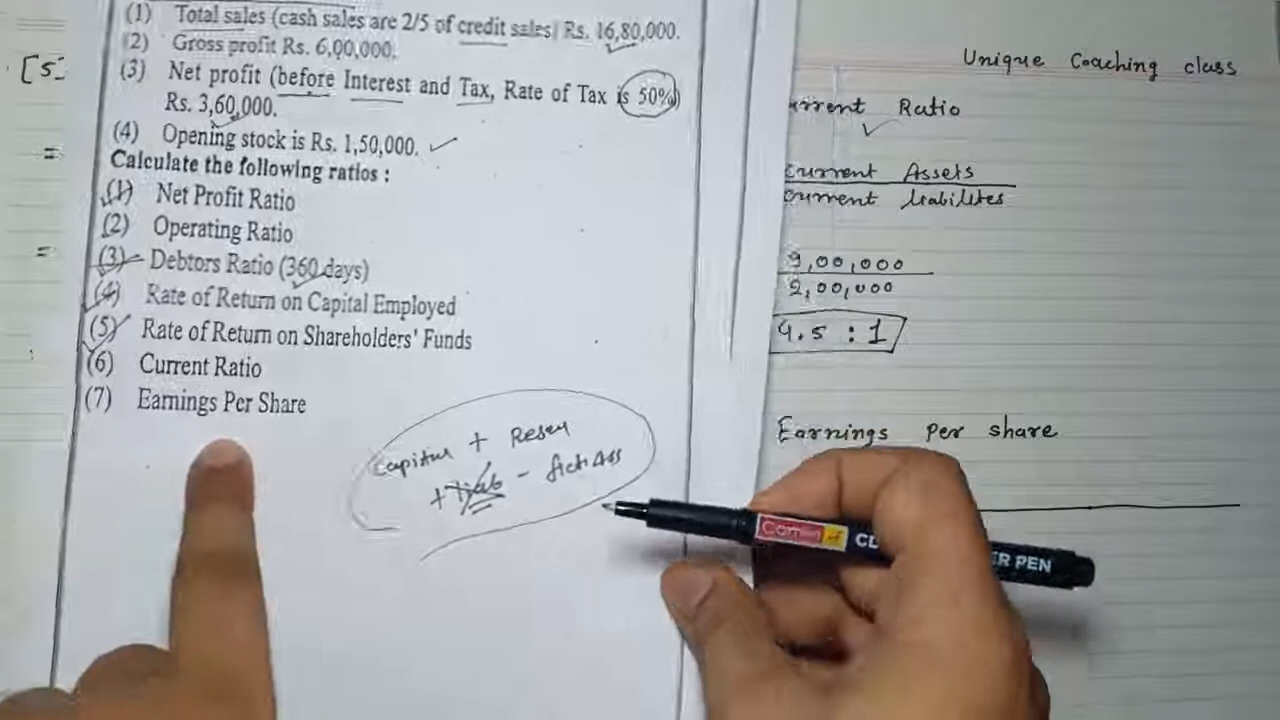 (1) Total sales (cash sales are 2/5 of credit sales) Rs. 16,80,000.
(2) Gross profit Rs. 6,00,000.
(3) Net profit (before Interest and Tax, Rate of Tax is 50%)
Rs. 3,60,000.
(4) Opening stock is Rs. 1,50,000.
Calculate the following ratios :
(1) Net Profit Ratio
(2) Operating Ratio
(3) Debtors Ratio (360 days)
(4) Rate of Return on Capital Employed
(5) Rate of Return on Shareholders' Funds
(6) Current Ratio
(7) Earnings Per Share
+ Reser
[5]
=
=
Unique Coaching class
urrent Ratio
Current Assets
Current
9,00,000
2,00,000
4.5 : 1
Earnings Per share
CL
ER PEN